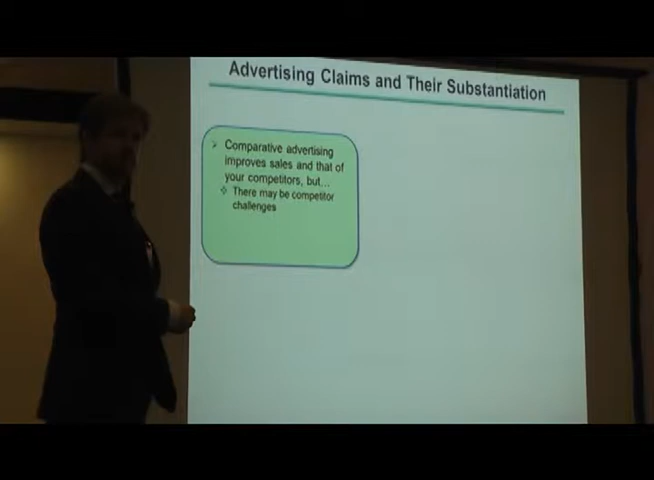 Advertising Claims and Their Substantiation
Comparative advertising
improves sales and that of
your competitors, but...
There may be competitor
challenges